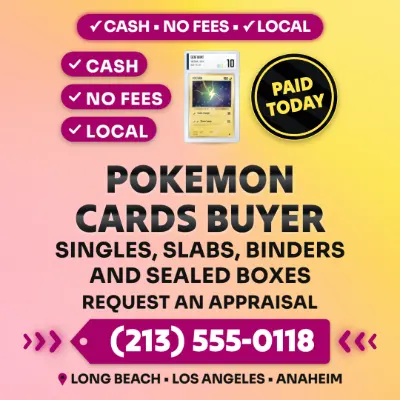 ✓ CASH ▪ NO FEES ▪ ✓ LOCAL
✓ CASH
✓ NO FEES
✓ LOCAL
10
PAID
TODAY
POKEMON
CARDS BUYER
SINGLES, SLABS, BINDERS
AND SEALED BOXES
REQUEST AN APPRAISAL
(213) 555-0118
LONG BEACH ▪ LOS ANGELES ▪ ANAHEIM